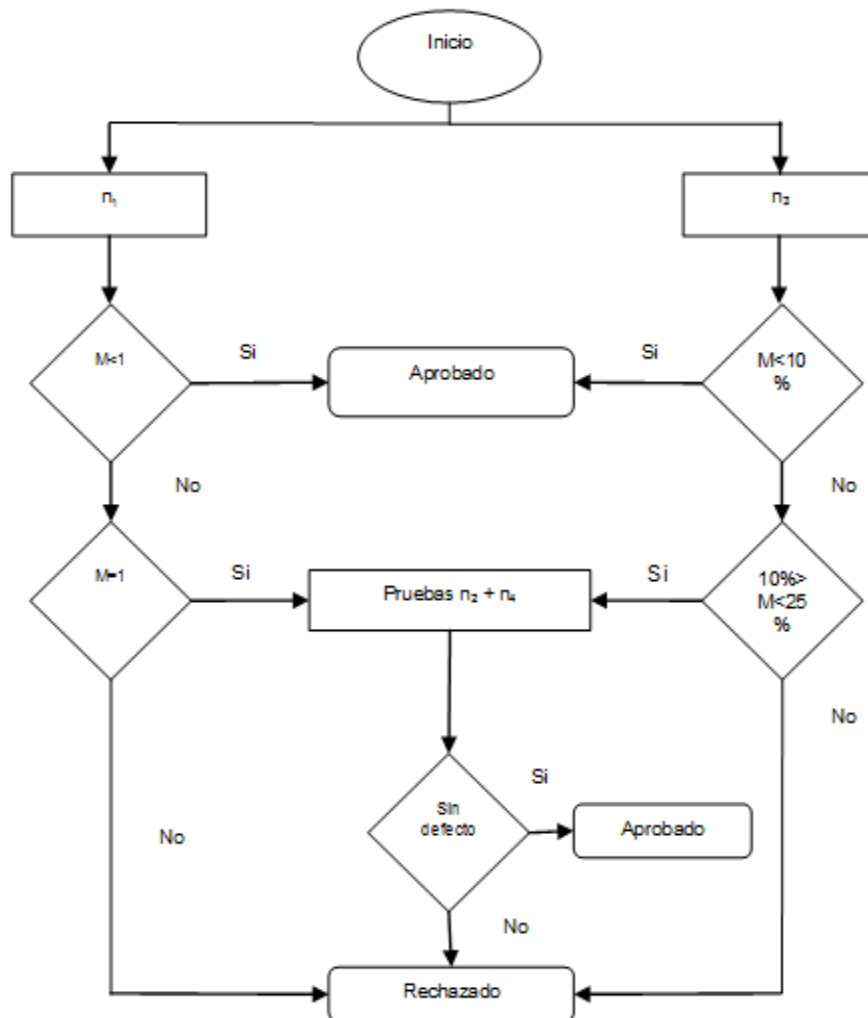 Inicio
n₁
n₂
M<1
Si
Aprobado
Si
M<10
%
No
No
M=1
Si
Pruebas n₂ + n₄
Si
10%>
M<25
%
No
Si
Sin
defecto
Aprobado
No
No
Rechazado